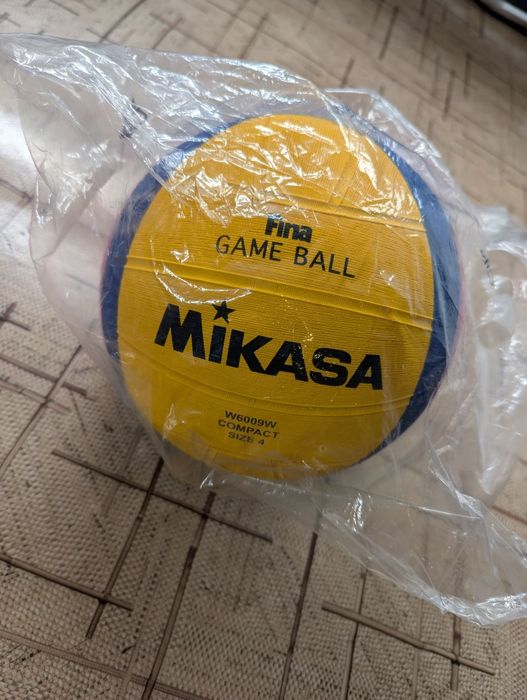 fina
GAME BALL
MiKASA
W6009W
COMPACT
SIZE 4